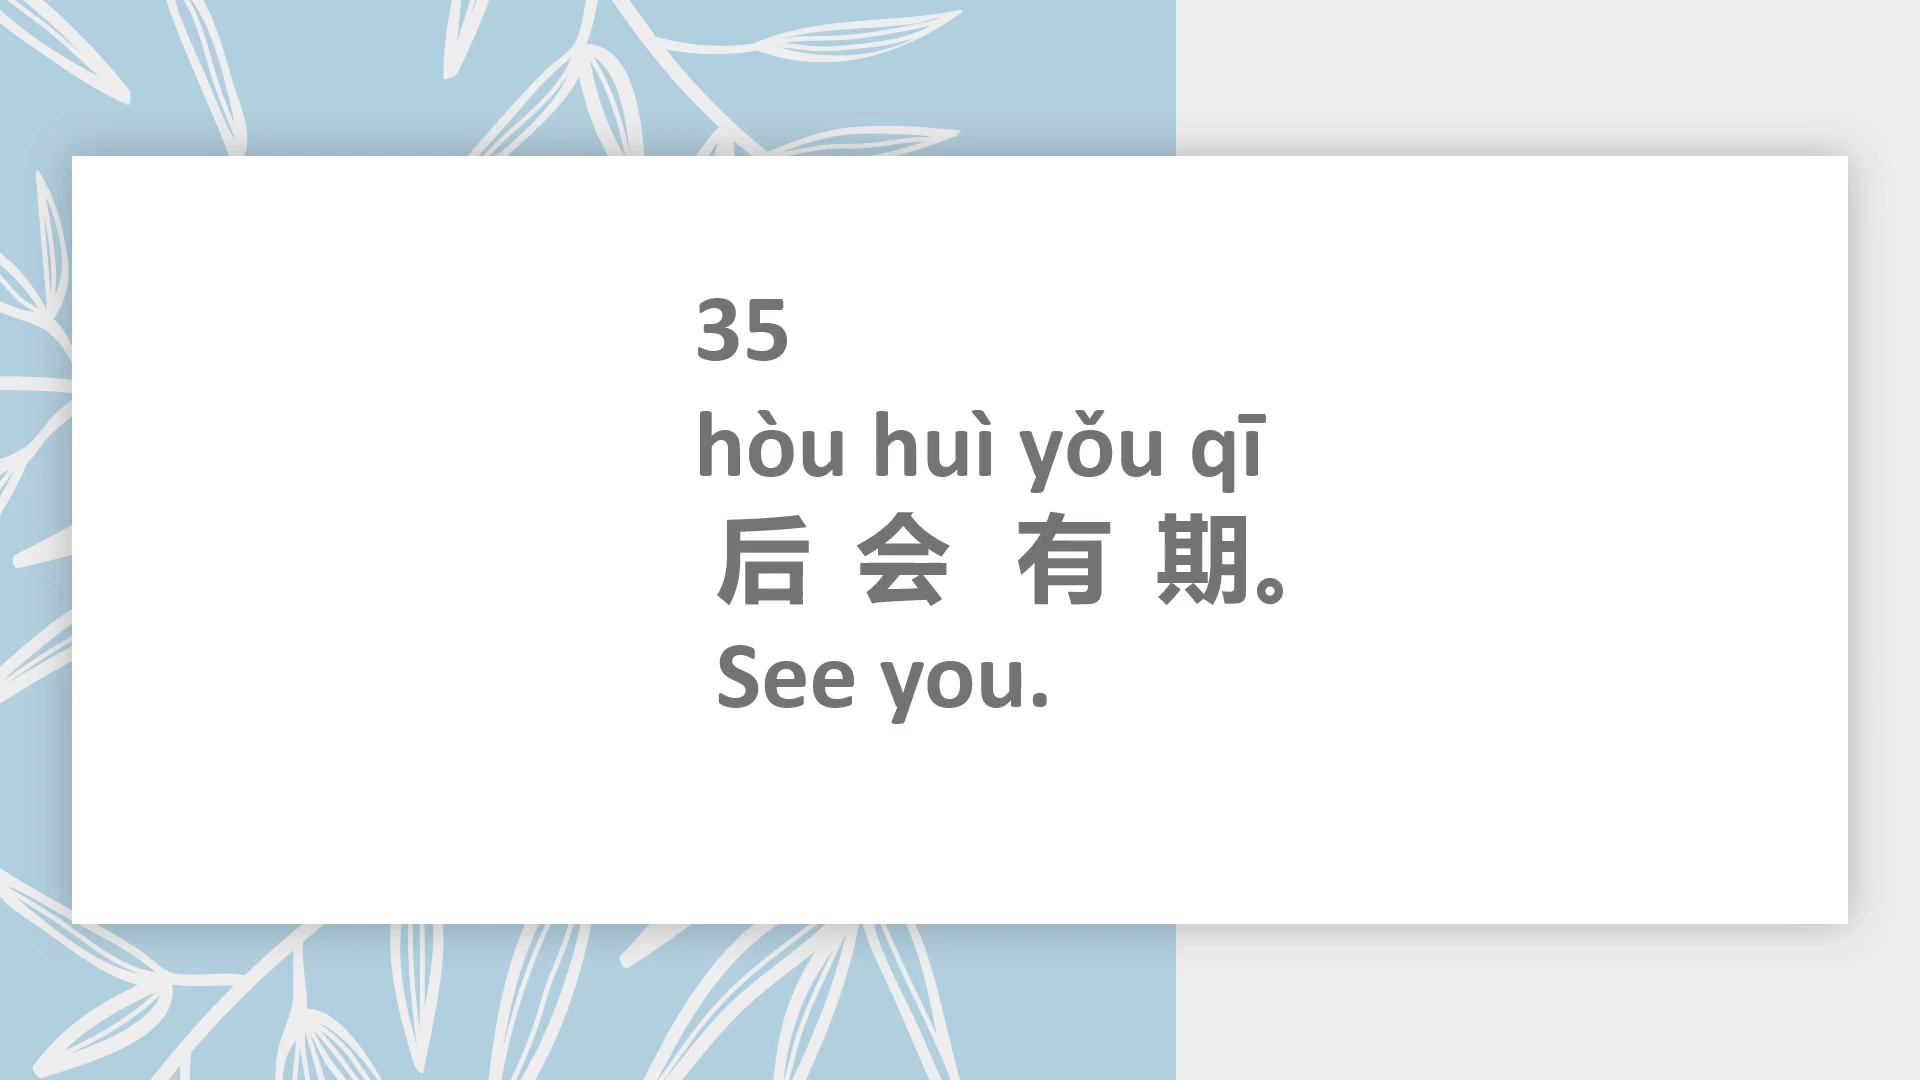 35
hòu huì yǒu qī
后 会 有 期。
See you.